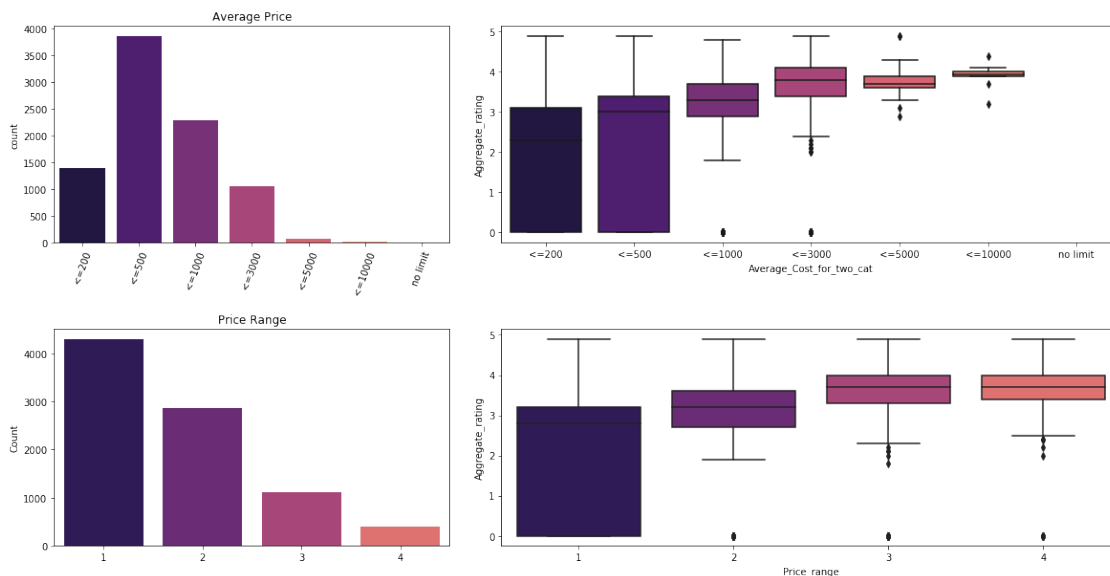 Average Price
4000
3500
3000
2500
2000
1500
1000
500
0
count
<=200
<=500
<=1000
<=3000
<=5000
<=10000
no limit
5
4
3
2
1
0
Aggregate_rating
<=200 <=500 <=1000 <=3000 <=5000 <=10000 no limit
Average_Cost_for_two_cat
Price Range
4000
3000
2000
1000
0
Count
1 2 3 4
5
4
3
2
1
0
Aggregate_rating
1 2 3 4
Price_range